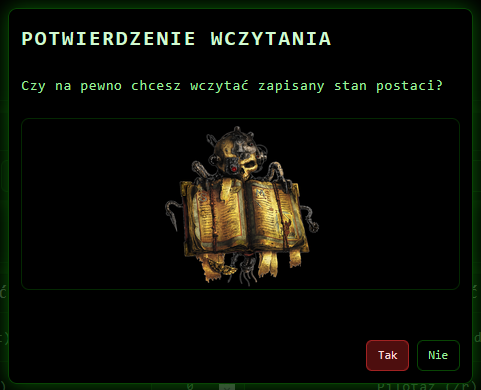 POTWIERDZENIE WCZYTANIA
Czy na pewno chcesz wczytać zapisany stan postaci?
Tak
Nie